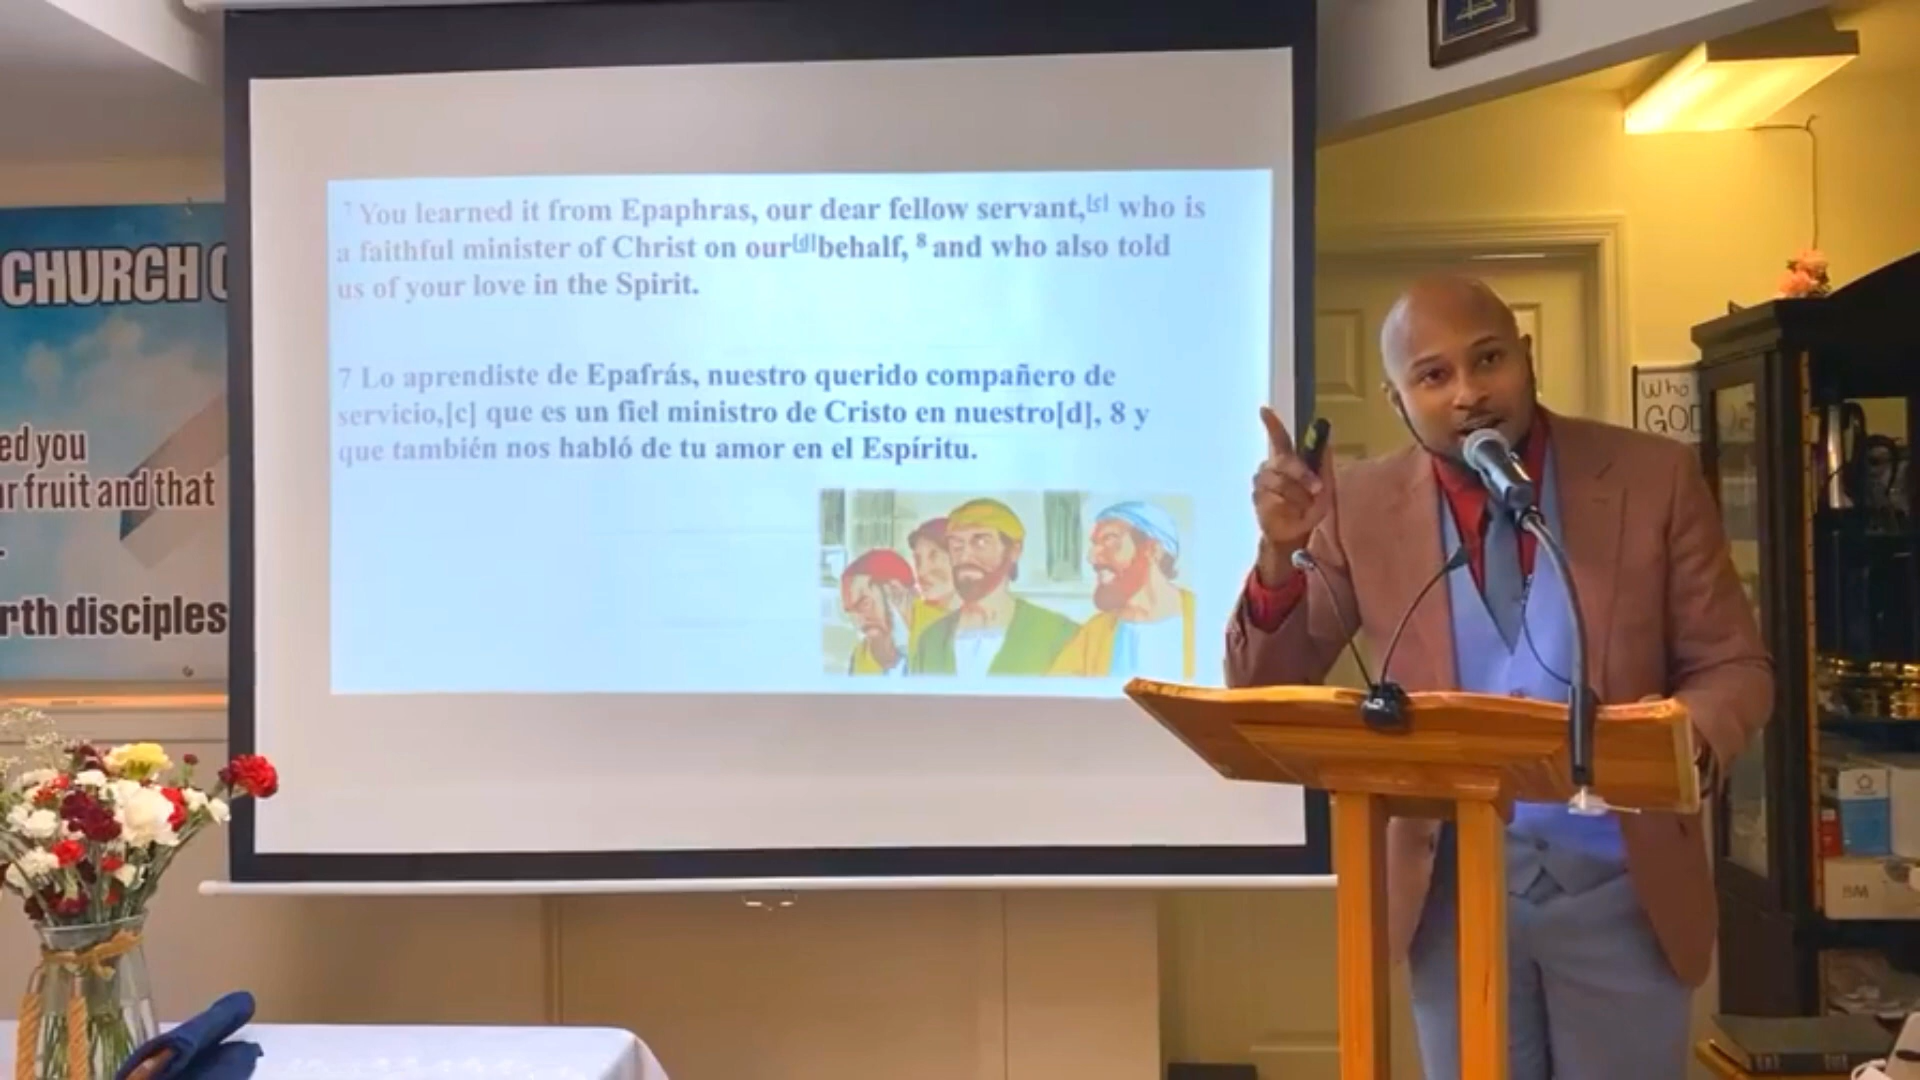 CHURCH
ed you
r fruit and that
rth disciples
7 You learned it from Epaphras, our dear fellow servant,[c] who is
a faithful minister of Christ on our[d]behalf, 8 and who also told
us of your love in the Spirit.
7 Lo aprendiste de Epafrás, nuestro querido compañero de
servicio,[c] que es un fiel ministro de Cristo en nuestro[d], 8 y
que también nos habló de tu amor en el Espíritu.
Who
GOD